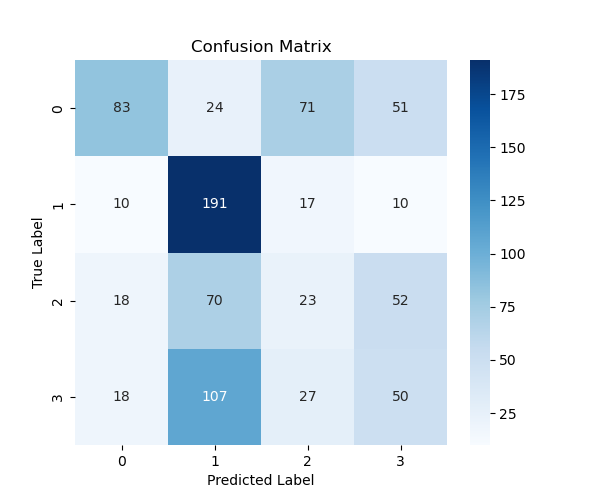 Confusion Matrix
True Label
0 83 24 71 51
1 10 191 17 10
2 18 70 23 52
3 18 107 27 50
0 1 2 3
Predicted Label
175
150
125
100
75
50
25